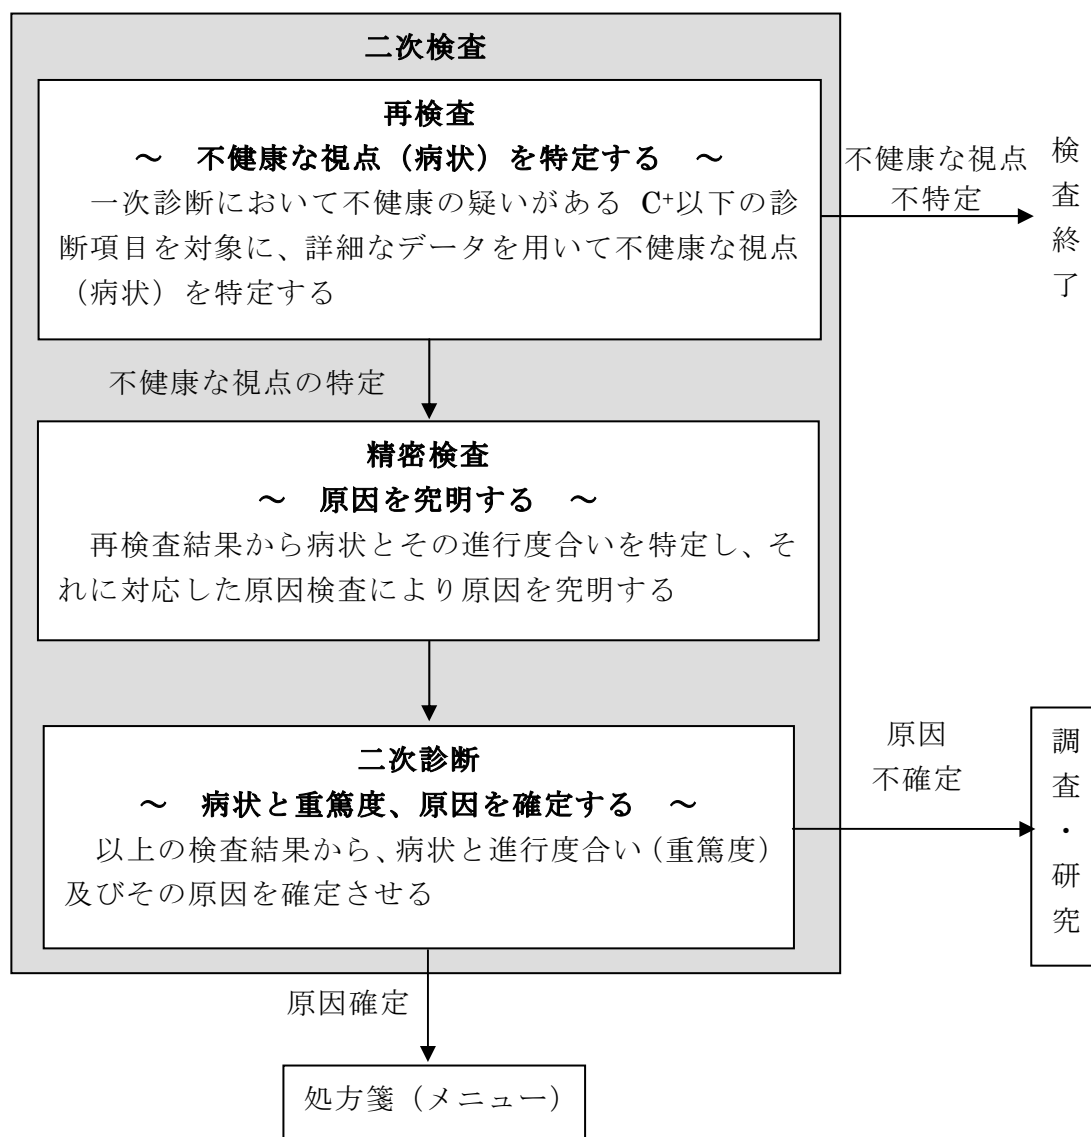 二次検査
再検査
～ 不健康な視点（病状）を特定する ～
一次診断において不健康の疑いがある C⁺以下の診
断項目を対象に、詳細なデータを用いて不健康な視点
（病状）を特定する
不健康な視点
不特定
検査終了
不健康な視点の特定
精密検査
～ 原因を究明する ～
再検査結果から病状とその進行度合いを特定し、そ
れに対応した原因検査により原因を究明する
二次診断
～ 病状と重篤度、原因を確定する ～
以上の検査結果から、病状と進行度合い（重篤度）
及びその原因を確定させる
原因
不確定
調査・研究
原因確定
処方箋（メニュー）